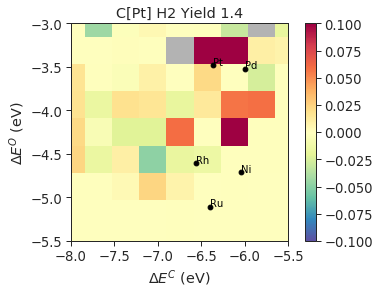 C[Pt] H2 Yield 1.4
−3.0
−3.5
−4.0
−4.5
−5.0
−5.5
ΔE^O (eV)
Pt
Pd
Rh
Ni
Ru
−8.0 −7.5 −7.0 −6.5 −6.0 −5.5
ΔE^C (eV)
0.100
0.075
0.050
0.025
0.000
−0.025
−0.050
−0.075
−0.100